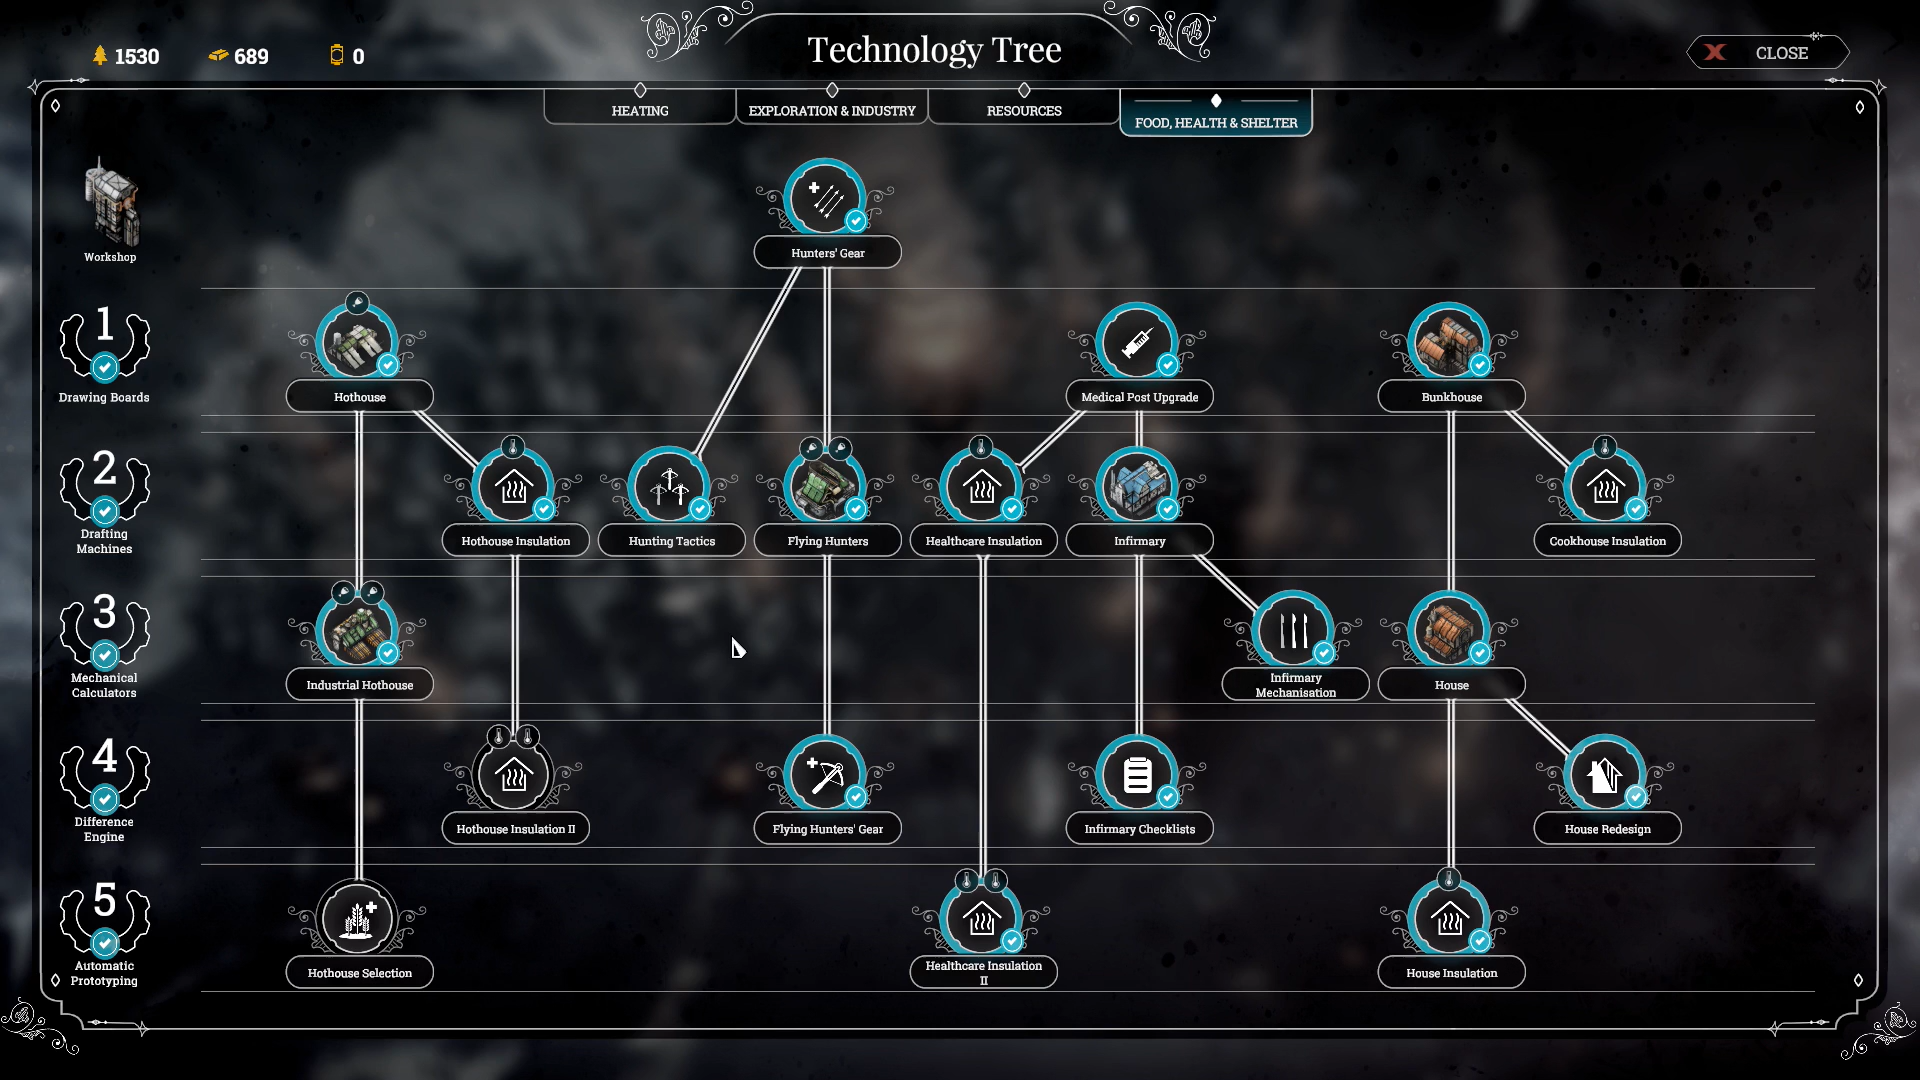 Technology Tree
1530
689
0
CLOSE
HEATING
EXPLORATION & INDUSTRY
RESOURCES
FOOD, HEALTH & SHELTER
Workshop
Hunters' Gear
1
Drawing Boards
Hothouse
Medical Post Upgrade
Bunkhouse
2
Drafting
Machines
Hothouse Insulation
Hunting Tactics
Flying Hunters
Healthcare Insulation
Infirmary
Cookhouse Insulation
3
Mechanical
Calculators
Industrial Hothouse
Infirmary
Mechanisation
House
4
Difference
Engine
Hothouse Insulation II
Flying Hunters' Gear
Infirmary Checklists
House Redesign
5
Automatic
Prototyping
Hothouse Selection
Healthcare Insulation
II
House Insulation